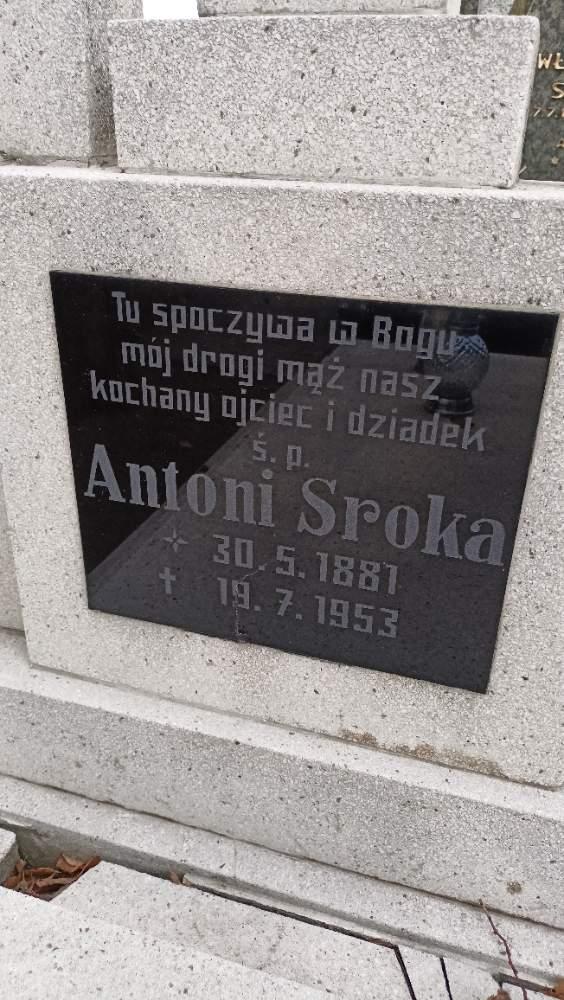 Tu spoczywa w Bogu
mój drogi mąż nasz
kochany ojciec i dziadek
ś. p.
Antoni Sroka
30. 5. 1881
† 19. 7. 1953